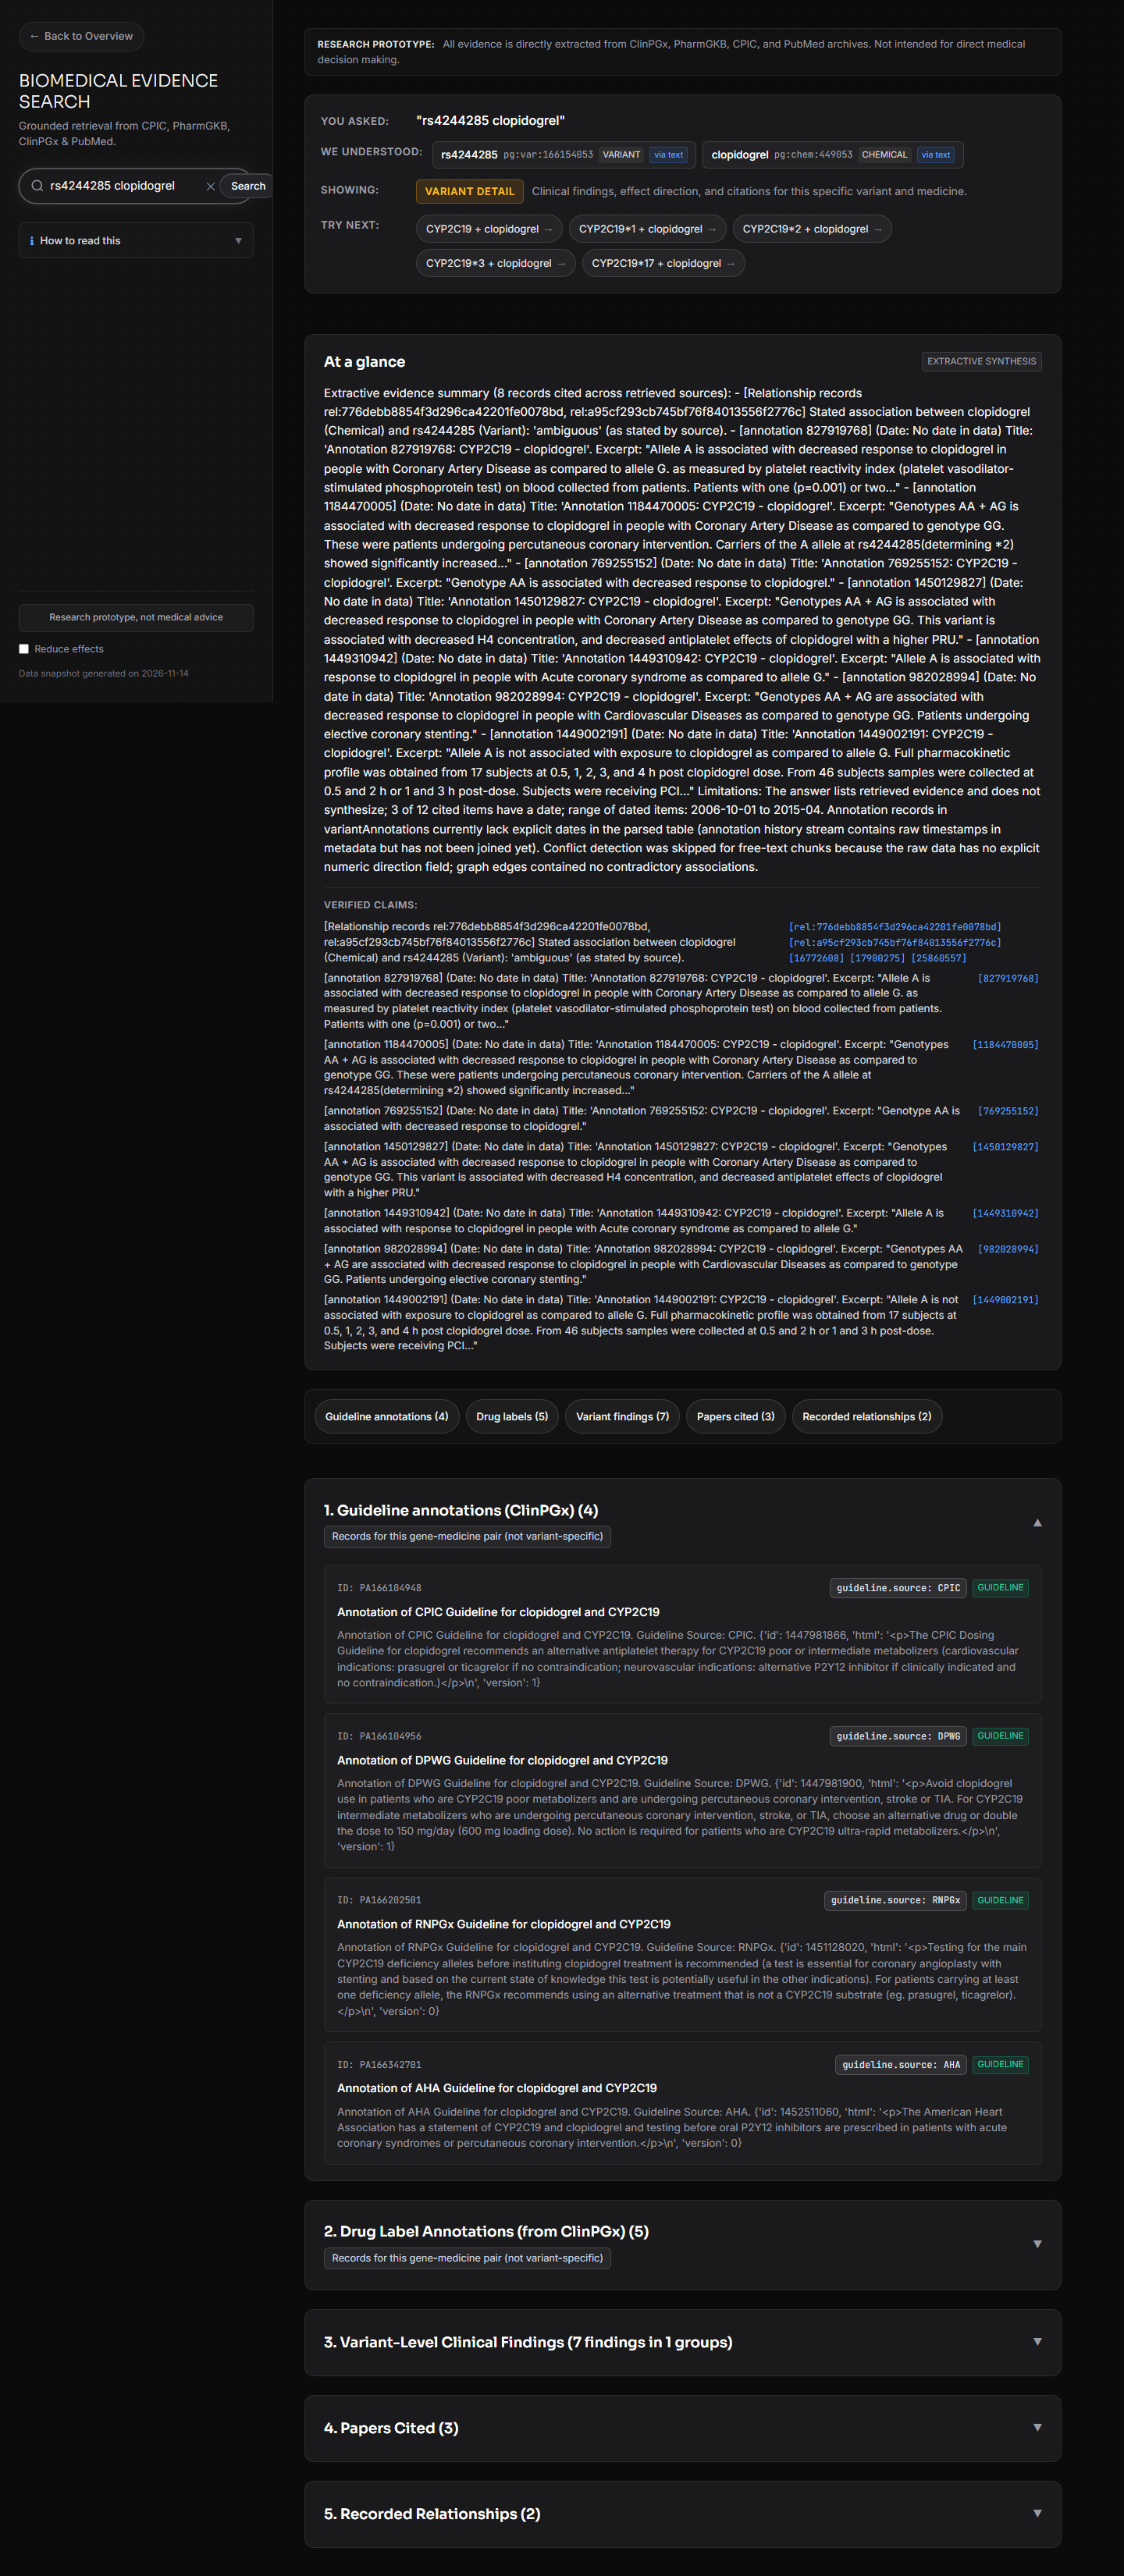 ← Back to Overview
BIOMEDICAL EVIDENCE
SEARCH
Grounded retrieval from CPIC, PharmGKB,
ClinPGx & PubMed.
rs4244285 clopidogrel
Search
How to read this
Research prototype, not medical advice
Reduce effects
Data snapshot generated on 2026-11-14
RESEARCH PROTOTYPE: All evidence is directly extracted from ClinPGx, PharmGKB, CPIC, and PubMed archives. Not intended for direct medical
decision making.
YOU ASKED: "rs4244285 clopidogrel"
WE UNDERSTOOD: rs4244285 pg:var:166154053 VARIANT via text clopidogrel pg:chem:449053 CHEMICAL via text
SHOWING: VARIANT DETAIL Clinical findings, effect direction, and citations for this specific variant and medicine.
TRY NEXT: CYP2C19 + clopidogrel → CYP2C19*1 + clopidogrel → CYP2C19*2 + clopidogrel →
CYP2C19*3 + clopidogrel → CYP2C19*17 + clopidogrel →
At a glance
EXTRACTIVE SYNTHESIS
Extractive evidence summary (8 records cited across retrieved sources): - [Relationship records
rel:776debb8854f3d296ca42201fe0078bd, rel:a95cf293cb745bf76f84013556f2776c] Stated association between clopidogrel
(Chemical) and rs4244285 (Variant): 'ambiguous' (as stated by source). - [annotation 827919768] (Date: No date in data) Title:
'Annotation 827919768: CYP2C19 - clopidogrel'. Excerpt: "Allele A is associated with decreased response to clopidogrel in
people with Coronary Artery Disease as compared to allele G. as measured by platelet reactivity index (platelet vasodilator-
stimulated phosphoprotein test) on blood collected from patients. Patients with one (p=0.001) or two..." - [annotation
1184470005] (Date: No date in data) Title: 'Annotation 1184470005: CYP2C19 - clopidogrel'. Excerpt: "Genotypes AA + AG is
associated with decreased response to clopidogrel in people with Coronary Artery Disease as compared to genotype GG.
These were patients undergoing percutaneous coronary intervention. Carriers of the A allele at rs4244285(determining *2)
showed significantly increased..." - [annotation 769255152] (Date: No date in data) Title: 'Annotation 769255152: CYP2C19 -
clopidogrel'. Excerpt: "Genotype AA is associated with decreased response to clopidogrel." - [annotation 1450129827] (Date:
No date in data) Title: 'Annotation 1450129827: CYP2C19 - clopidogrel'. Excerpt: "Genotypes AA + AG is associated with
decreased response to clopidogrel in people with Coronary Artery Disease as compared to genotype GG. This variant is
associated with decreased H4 concentration, and decreased antiplatelet effects of clopidogrel with a higher PRU." - [annotation
1449310942] (Date: No date in data) Title: 'Annotation 1449310942: CYP2C19 - clopidogrel'. Excerpt: "Allele A is associated with
response to clopidogrel in people with Acute coronary syndrome as compared to allele G." - [annotation 982028994] (Date: No
date in data) Title: 'Annotation 982028994: CYP2C19 - clopidogrel'. Excerpt: "Genotypes AA + AG are associated with
decreased response to clopidogrel in people with Cardiovascular Diseases as compared to genotype GG. Patients undergoing
elective coronary stenting." - [annotation 1449002191] (Date: No date in data) Title: 'Annotation 1449002191: CYP2C19 -
clopidogrel'. Excerpt: "Allele A is not associated with exposure to clopidogrel as compared to allele G. Full pharmacokinetic
profile was obtained from 17 subjects at 0.5, 1, 2, 3, and 4 h post clopidogrel dose. From 46 subjects samples were collected at
0.5 and 2 h or 1 and 3 h post-dose. Subjects were receiving PCI..." Limitations: The answer lists retrieved evidence and does not
synthesize; 3 of 12 cited items have a date; range of dated items: 2006-10-01 to 2015-04. Annotation records in
variantAnnotations currently lack explicit dates in the parsed table (annotation history stream contains raw timestamps in
metadata but has not been joined yet). Conflict detection was skipped for free-text chunks because the raw data has no explicit
numeric direction field; graph edges contained no contradictory associations.
VERIFIED CLAIMS:
[Relationship records rel:776debb8854f3d296ca42201fe0078bd, [rel:776debb8854f3d296ca42201fe0078bd]
rel:a95cf293cb745bf76f84013556f2776c] Stated association between clopidogrel [rel:a95cf293cb745bf76f84013556f2776c]
(Chemical) and rs4244285 (Variant): 'ambiguous' (as stated by source). [16772608] [17900275] [25860557]
[annotation 827919768] (Date: No date in data) Title: 'Annotation 827919768: CYP2C19 - clopidogrel'. Excerpt: "Allele A is [827919768]
associated with decreased response to clopidogrel in people with Coronary Artery Disease as compared to allele G. as
measured by platelet reactivity index (platelet vasodilator-stimulated phosphoprotein test) on blood collected from patients.
Patients with one (p=0.001) or two..."
[annotation 1184470005] (Date: No date in data) Title: 'Annotation 1184470005: CYP2C19 - clopidogrel'. Excerpt: "Genotypes [1184470005]
AA + AG is associated with decreased response to clopidogrel in people with Coronary Artery Disease as compared to
genotype GG. These were patients undergoing percutaneous coronary intervention. Carriers of the A allele at
rs4244285(determining *2) showed significantly increased..."
[annotation 769255152] (Date: No date in data) Title: 'Annotation 769255152: CYP2C19 - clopidogrel'. Excerpt: "Genotype AA is [769255152]
associated with decreased response to clopidogrel."
[annotation 1450129827] (Date: No date in data) Title: 'Annotation 1450129827: CYP2C19 - clopidogrel'. Excerpt: "Genotypes [1450129827]
AA + AG is associated with decreased response to clopidogrel in people with Coronary Artery Disease as compared to
genotype GG. This variant is associated with decreased H4 concentration, and decreased antiplatelet effects of clopidogrel
with a higher PRU."
[annotation 1449310942] (Date: No date in data) Title: 'Annotation 1449310942: CYP2C19 - clopidogrel'. Excerpt: "Allele A is [1449310942]
associated with response to clopidogrel in people with Acute coronary syndrome as compared to allele G."
[annotation 982028994] (Date: No date in data) Title: 'Annotation 982028994: CYP2C19 - clopidogrel'. Excerpt: "Genotypes AA [982028994]
+ AG are associated with decreased response to clopidogrel in people with Cardiovascular Diseases as compared to genotype
GG. Patients undergoing elective coronary stenting."
[annotation 1449002191] (Date: No date in data) Title: 'Annotation 1449002191: CYP2C19 - clopidogrel'. Excerpt: "Allele A is not [1449002191]
associated with exposure to clopidogrel as compared to allele G. Full pharmacokinetic profile was obtained from 17 subjects at
0.5, 1, 2, 3, and 4 h post clopidogrel dose. From 46 subjects samples were collected at 0.5 and 2 h or 1 and 3 h post-dose.
Subjects were receiving PCI..."
Guideline annotations (4) Drug labels (5) Variant findings (7) Papers cited (3) Recorded relationships (2)
1. Guideline annotations (ClinPGx) (4)
Records for this gene-medicine pair (not variant-specific)
ID: PA166104948 guideline.source: CPIC GUIDELINE
Annotation of CPIC Guideline for clopidogrel and CYP2C19
Annotation of CPIC Guideline for clopidogrel and CYP2C19. Guideline Source: CPIC. {'id': 1447981866, 'html': '<p>The CPIC Dosing
Guideline for clopidogrel recommends an alternative antiplatelet therapy for CYP2C19 poor or intermediate metabolizers (cardiovascular
indications: prasugrel or ticagrelor if no contraindication; neurovascular indications: alternative P2Y12 inhibitor if clinically indicated and
no contraindication.)</p>\n', 'version': 1}
ID: PA166104956 guideline.source: DPWG GUIDELINE
Annotation of DPWG Guideline for clopidogrel and CYP2C19
Annotation of DPWG Guideline for clopidogrel and CYP2C19. Guideline Source: DPWG. {'id': 1447981900, 'html': '<p>Avoid clopidogrel
use in patients who are CYP2C19 poor metabolizers and are undergoing percutaneous coronary intervention, stroke or TIA. For CYP2C19
intermediate metabolizers who are undergoing percutaneous coronary intervention, stroke, or TIA, choose an alternative drug or double
the dose to 150 mg/day (600 mg loading dose). No action is required for patients who are CYP2C19 ultra-rapid metabolizers.</p>\n',
'version': 1}
ID: PA166202501 guideline.source: RNPGx GUIDELINE
Annotation of RNPGx Guideline for clopidogrel and CYP2C19
Annotation of RNPGx Guideline for clopidogrel and CYP2C19. Guideline Source: RNPGx. {'id': 1451128020, 'html': '<p>Testing for the main
CYP2C19 deficiency alleles before instituting clopidogrel treatment is recommended (a test is essential for coronary angioplasty with
stenting and based on the current state of knowledge this test is potentially useful in the other indications). For patients carrying at least
one deficiency allele, the RNPGx recommends using an alternative treatment that is not a CYP2C19 substrate (eg. prasugrel, ticagrelor).
</p>\n', 'version': 0}
ID: PA166342701 guideline.source: AHA GUIDELINE
Annotation of AHA Guideline for clopidogrel and CYP2C19
Annotation of AHA Guideline for clopidogrel and CYP2C19. Guideline Source: AHA. {'id': 1452511060, 'html': '<p>The American Heart
Association has a statement of CYP2C19 and clopidogrel and testing before oral P2Y12 inhibitors are prescribed in patients with acute
coronary syndromes or percutaneous coronary intervention.</p>\n', 'version': 0}
2. Drug Label Annotations (from ClinPGx) (5)
Records for this gene-medicine pair (not variant-specific)
3. Variant-Level Clinical Findings (7 findings in 1 groups)
4. Papers Cited (3)
5. Recorded Relationships (2)